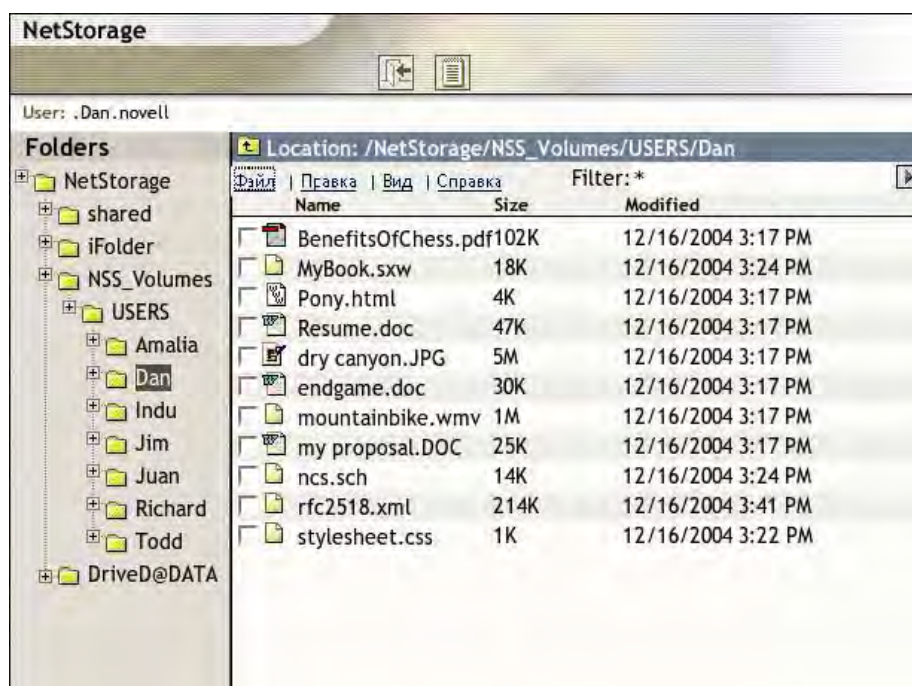 NetStorage
User: .Dan.novell
Folders
NetStorage
shared
iFolder
NSS_Volumes
USERS
Amalia
Dan
Indu
Jim
Juan
Richard
Todd
DriveD@DATA
Location: /NetStorage/NSS_Volumes/USERS/Dan
Файл | Правка | Вид | Справка Filter: *
Name Size Modified
BenefitsOfChess.pdf 102K 12/16/2004 3:17 PM
MyBook.sxw 18K 12/16/2004 3:24 PM
Pony.html 4K 12/16/2004 3:17 PM
Resume.doc 47K 12/16/2004 3:17 PM
dry canyon.JPG 5M 12/16/2004 3:17 PM
endgame.doc 30K 12/16/2004 3:17 PM
mountainbike.wmv 1M 12/16/2004 3:17 PM
my proposal.DOC 25K 12/16/2004 3:17 PM
ncs.sch 14K 12/16/2004 3:24 PM
rfc2518.xml 214K 12/16/2004 3:41 PM
stylesheet.css 1K 12/16/2004 3:22 PM